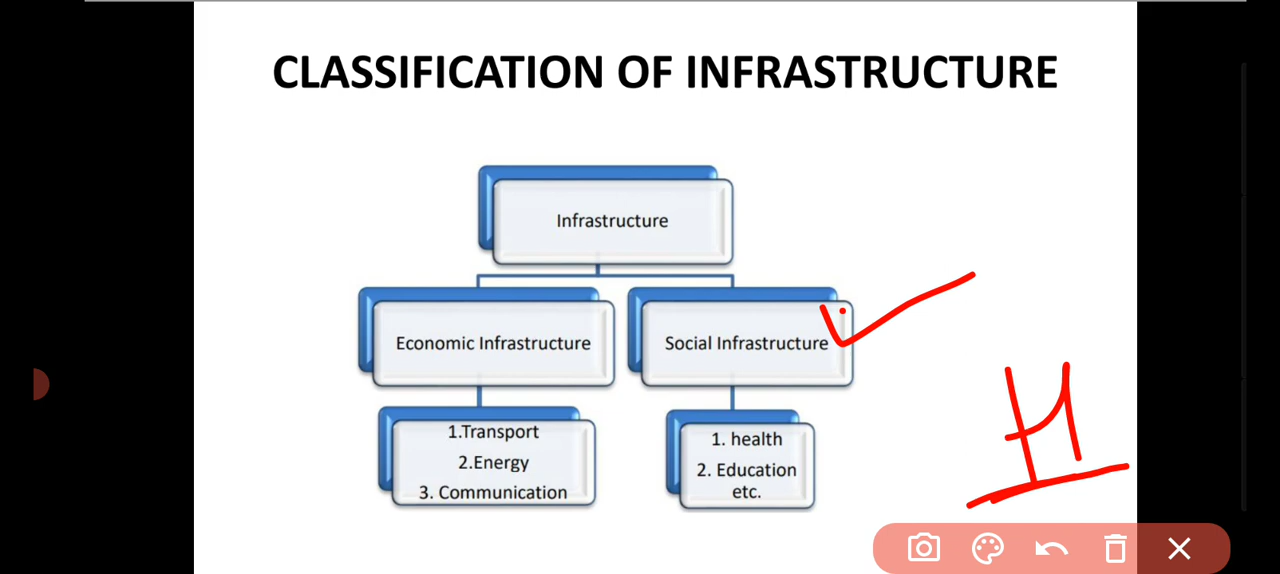 CLASSIFICATION OF INFRASTRUCTURE
Infrastructure
Economic Infrastructure
Social Infrastructure
1.Transport
2.Energy
3. Communication
1. health
2. Education
etc.